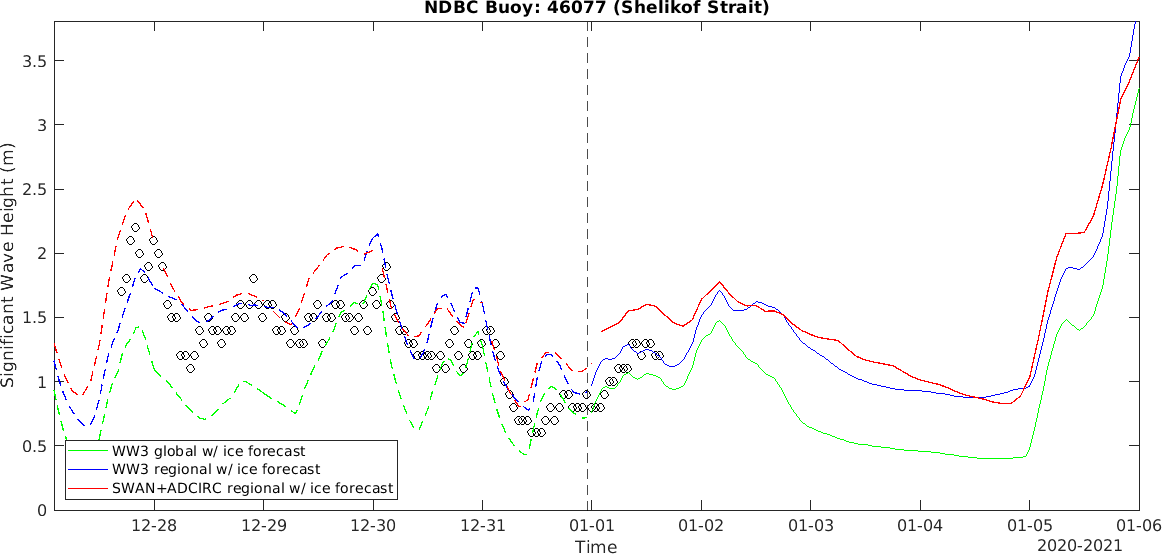 NDBC Buoy: 46077 (Shelikof Strait)
Significant Wave Height (m)
3.5
3
2.5
2
1.5
1
0.5
0
WW3 global w/ ice forecast
WW3 regional w/ ice forecast
SWAN+ADCIRC regional w/ ice forecast
12-28 12-29 12-30 12-31 01-01 01-02 01-03 01-04 01-05 01-06
Time
2020-2021